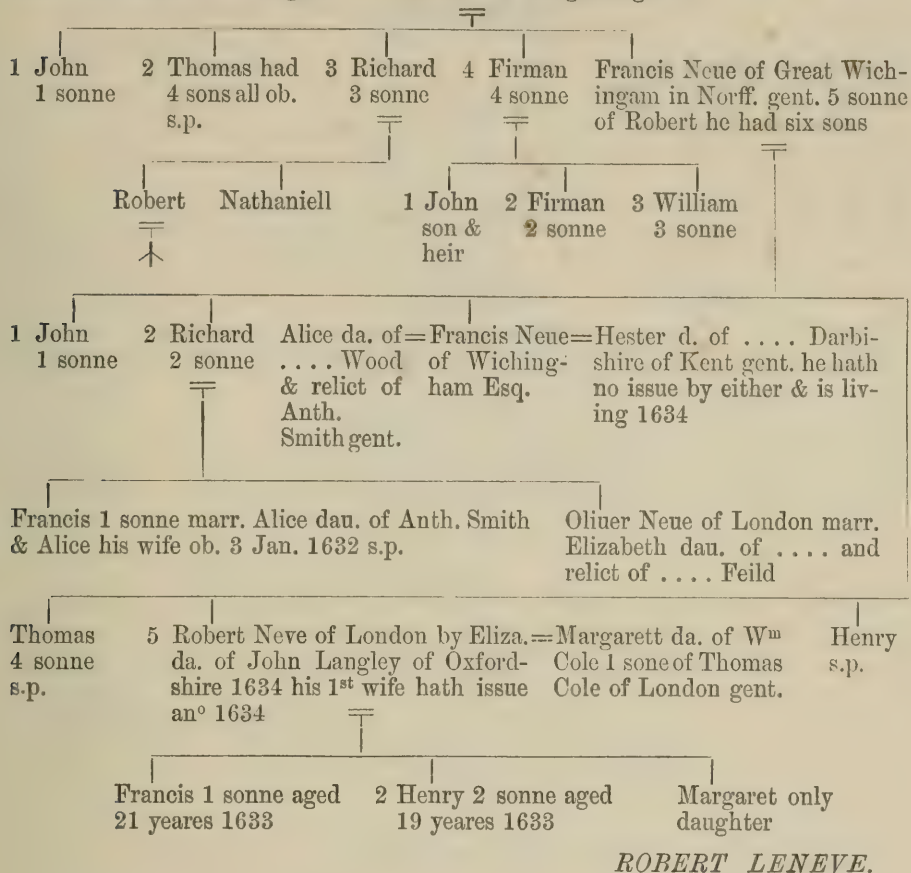 1 John 2 Thomas had 3 Richard 4 Firman Francis Neue of Great Wich-
1 sonne 4 sons all ob. 3 sonne 4 sonne ingam in Norff. gent. 5 sonne
s.p. of Robert he had six sons
Robert Nathaniell 1 John 2 Firman 3 William
son & 2 sonne 3 sonne
heir
1 John 2 Richard Alice da. of=Francis Neue=Hester d. of .... Darbi-
1 sonne 2 sonne .... Wood of Wiching- shire of Kent gent. he hath
& relict of ham Esq. no issue by either & is liv-
Anth. ing 1634
Smith gent.
Francis 1 sonne marr. Alice dau. of Anth. Smith Oliuer Neue of London marr.
& Alice his wife ob. 3 Jan. 1632 s.p. Elizabeth dau. of .... and
relict of .... Feild
Thomas 5 Robert Neve of London by Eliza.=Margarett da. of Wm Henry
4 sonne da. of John Langley of Oxford- Cole 1 sone of Thomas s.p.
s.p. shire 1634 his 1st wife hath issue Cole of London gent.
ano 1634
Francis 1 sonne aged 2 Henry 2 sonne aged Margaret only
21 yeares 1633 19 yeares 1633 daughter
ROBERT LENEVE.